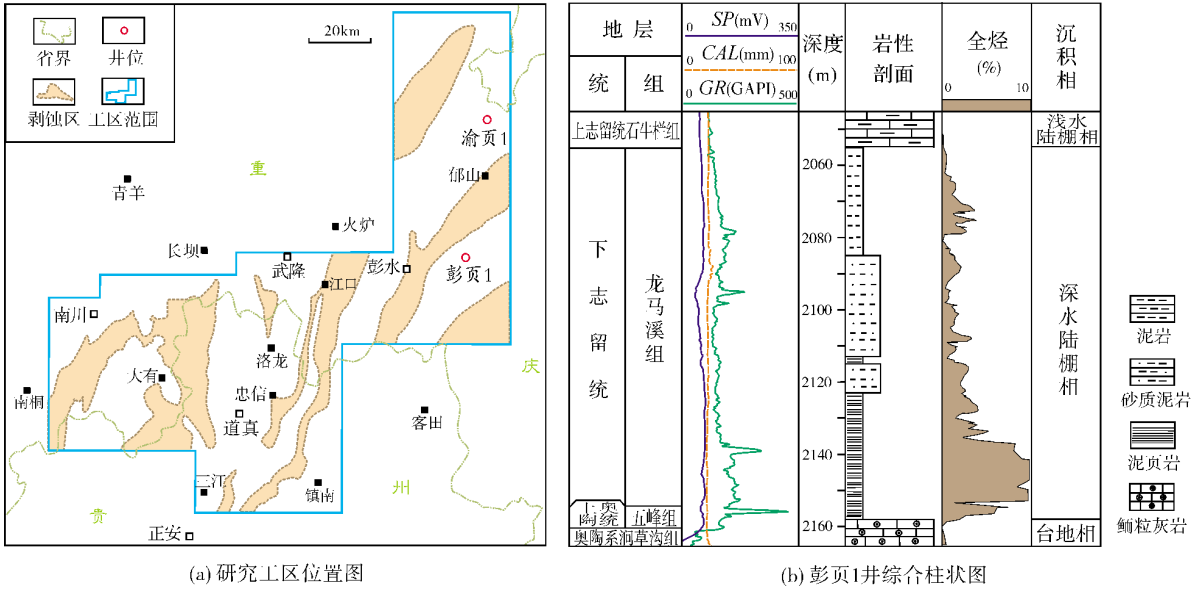 省界
井位
剥蚀区
工区范围
20km
渝页1
重
郁山
青羊
火炉
长坝
武隆
彭水
彭页1
江口
南川
洛龙
庆
大有
南桐
忠信
道真
客田
三江
镇南
州
贵
正安
(a) 研究工区位置图
地 层
统
组
0 SP(mV) 350
0 CAL(mm) 100
0 GR(GAPI) 500
深度
(m)
岩性
剖面
全烃
(%)
0 10
沉积相
上志留统石牛栏组
浅水
陆棚相
2060
2080
2100
2120
2140
2160
下志留统
龙马溪组
深水陆棚相
上奥
陶统
五峰组
奥陶系涧草沟组
台地相
泥岩
砂质泥岩
泥页岩
鲕粒灰岩
(b) 彭页1井综合柱状图